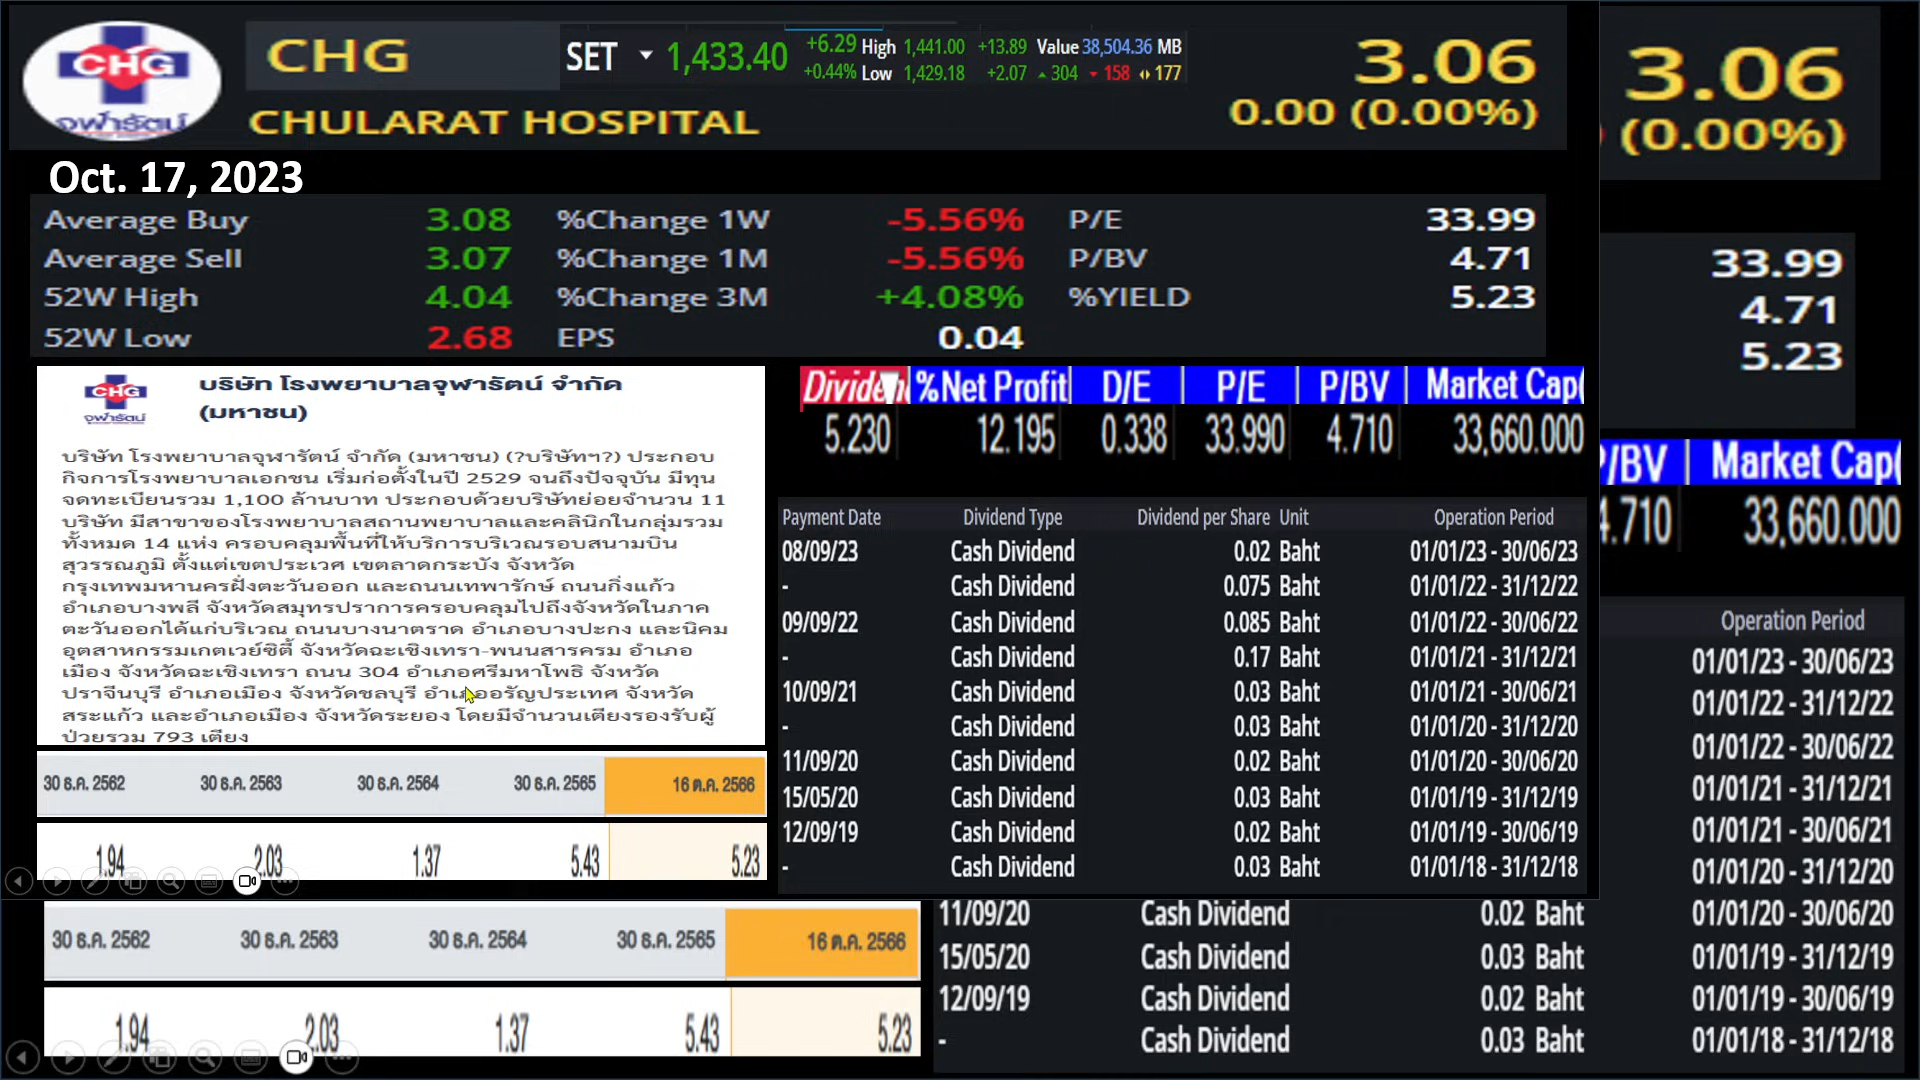 CHG
จุฬารัตน์
CHG
CHULARAT HOSPITAL
SET 1,433.40 +6.29 High 1,441.00 +13.89 Value 38,504.36 MB
+0.44% Low 1,429.18 +2.07 304 158 177
3.06
0.00 (0.00%)
3.06
(0.00%)
Oct. 17, 2023
Average Buy 3.08 %Change 1W -5.56% P/E 33.99
Average Sell 3.07 %Change 1M -5.56% P/BV 4.71
52W High 4.04 %Change 3M +4.08% %YIELD 5.23
52W Low 2.68 EPS 0.04
33.99
4.71
5.23
CHG
จุฬารัตน์
บริษัท โรงพยาบาลจุฬารัตน์ จำกัด
(มหาชน)
บริษัท โรงพยาบาลจุฬารัตน์ จำกัด (มหาชน) (?บริษัทฯ?) ประกอบ
กิจการโรงพยาบาลเอกชน เริ่มก่อตั้งในปี 2529 จนถึงปัจจุบัน มีทุน
จดทะเบียนรวม 1,100 ล้านบาท ประกอบด้วยบริษัทย่อยจำนวน 11
บริษัท มีสาขาของโรงพยาบาลสถานพยาบาลและคลินิกในกลุ่มรวม
ทั้งหมด 14 แห่ง ครอบคลุมพื้นที่ให้บริการบริเวณรอบสนามบิน
สุวรรณภูมิ ตั้งแต่เขตประเวศ เขตลาดกระบัง จังหวัด
กรุงเทพมหานครฝั่งตะวันออก และถนนเทพารักษ์ ถนนกิ่งแก้ว
อำเภอบางพลี จังหวัดสมุทรปราการครอบคลุมไปถึงจังหวัดในภาค
ตะวันออกได้แก่บริเวณ ถนนบางนาตราด อำเภอบางปะกง และนิคม
อุตสาหกรรมเกตเวย์ซิตี้ จังหวัดฉะเชิงเทรา-พนนสารครม อำเภอ
เมือง จังหวัดฉะเชิงเทรา ถนน 304 อำเภอศรีมหาโพธิ จังหวัด
ปราจีนบุรี อำเภอเมือง จังหวัดชลบุรี อำเภออรัญประเทศ จังหวัด
สระแก้ว และอำเภอเมือง จังหวัดระยอง โดยมีจำนวนเตียงรองรับผู้
ป่วยรวม 793 เตียง
30 ธ.ค. 2562 30 ธ.ค. 2563 30 ธ.ค. 2564 30 ธ.ค. 2565 16 ต.ค. 2566
1.94 2.03 1.37 5.43 5.23
%Net Profit D/E P/E P/BV Market Cap(
5.230 12.195 0.338 33.990 4.710 33,660.000
Payment Date Dividend Type Dividend per Share Unit Operation Period
08/09/23 Cash Dividend 0.02 Baht 01/01/23 - 30/06/23
- Cash Dividend 0.075 Baht 01/01/22 - 31/12/22
09/09/22 Cash Dividend 0.085 Baht 01/01/22 - 30/06/22
- Cash Dividend 0.17 Baht 01/01/21 - 31/12/21
10/09/21 Cash Dividend 0.03 Baht 01/01/21 - 30/06/21
- Cash Dividend 0.03 Baht 01/01/20 - 31/12/20
11/09/20 Cash Dividend 0.02 Baht 01/01/20 - 30/06/20
15/05/20 Cash Dividend 0.03 Baht 01/01/19 - 31/12/19
12/09/19 Cash Dividend 0.02 Baht 01/01/19 - 30/06/19
- Cash Dividend 0.03 Baht 01/01/18 - 31/12/18
/BV Market Cap(
4.710 33,660.000
Operation Period
01/01/23 - 30/06/23
01/01/22 - 31/12/22
01/01/22 - 30/06/22
01/01/21 - 31/12/21
01/01/21 - 30/06/21
01/01/20 - 31/12/20
11/09/20 Cash Dividend 0.02 Baht 01/01/20 - 30/06/20
15/05/20 Cash Dividend 0.03 Baht 01/01/19 - 31/12/19
12/09/19 Cash Dividend 0.02 Baht 01/01/19 - 30/06/19
- Cash Dividend 0.03 Baht 01/01/18 - 31/12/18
30 ธ.ค. 2562 30 ธ.ค. 2563 30 ธ.ค. 2564 30 ธ.ค. 2565 16 ต.ค. 2566
1.94 2.03 1.37 5.43 5.23